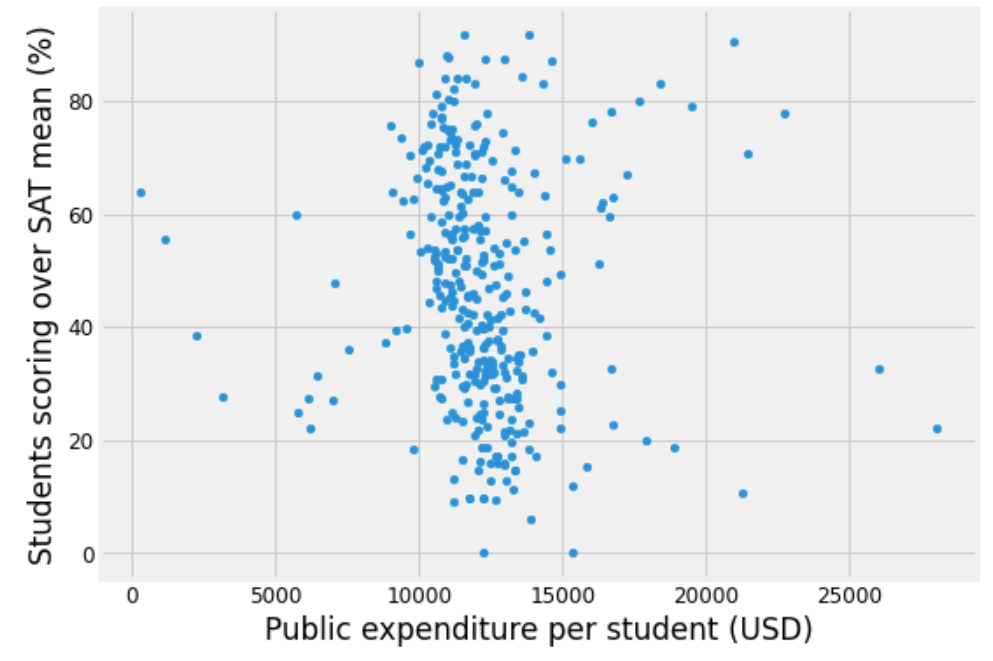 Students scoring over SAT mean (%)
80
60
40
20
0
0 5000 10000 15000 20000 25000
Public expenditure per student (USD)